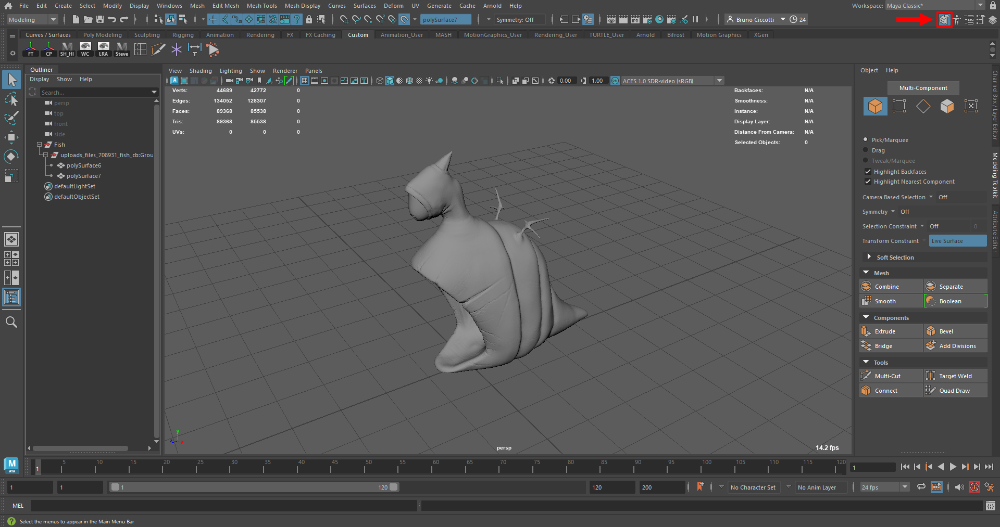 File Edit Create Select Modify Display Windows Mesh Edit Mesh Mesh Tools Mesh Display Curves Surfaces Deform UV Generate Cache Arnold Help Workspace: Maya Classic*
Modeling polySurface7 Symmetry: Off IPR Bruno Ciccotti 24
Curves / Surfaces Poly Modeling Sculpting Rigging Animation Rendering FX FX Caching Custom Animation_User MASH MotionGraphics_User Rendering_User TURTLE_User Arnold Bifrost Motion Graphics XGen
FT CP SH_HI WC LRA Steve T
Outliner
Display Show Help
Search...
persp
top
front
side
Fish
uploads_files_708931_fish_cb:Grou
polySurface6
polySurface7
defaultLightSet
defaultObjectSet
View Shading Lighting Show Renderer Panels
0.00 1.00 ON ACES 1.0 SDR-video (sRGB)
Verts: 44689 42772 0
Edges: 134052 128307 0
Faces: 89368 85538 0
Tris: 89368 85538 0
UVs: 0 0 0
Backfaces: N/A
Smoothness: N/A
Instance: N/A
Display Layer: N/A
Distance From Camera: N/A
Selected Objects: 0
y
z x
persp
14.2 fps
Object Help
Multi-Component
Pick/Marquee
Drag
Tweak/Marquee
Highlight Backfaces
Highlight Nearest Component
Camera Based Selection Off
Symmetry Off
Selection Constraint Off 0
Transform Constraint Live Surface
Soft Selection
Mesh
Combine Separate
Smooth Boolean
Components
Extrude Bevel
Bridge Add Divisions
Tools
Multi-Cut Target Weld
Connect Quad Draw
Channel Box / Layer Editor
Modeling Toolkit
Attribute Editor
M
AYA
1 5 10 15 20 25 30 35 40 45 50 55 60 65 70 75 80 85 90 95 100 105 110 115 120 1
1 1 1 120 120 200 No Character Set No Anim Layer 24 fps
MEL
Select the menus to appear in the Main Menu Bar